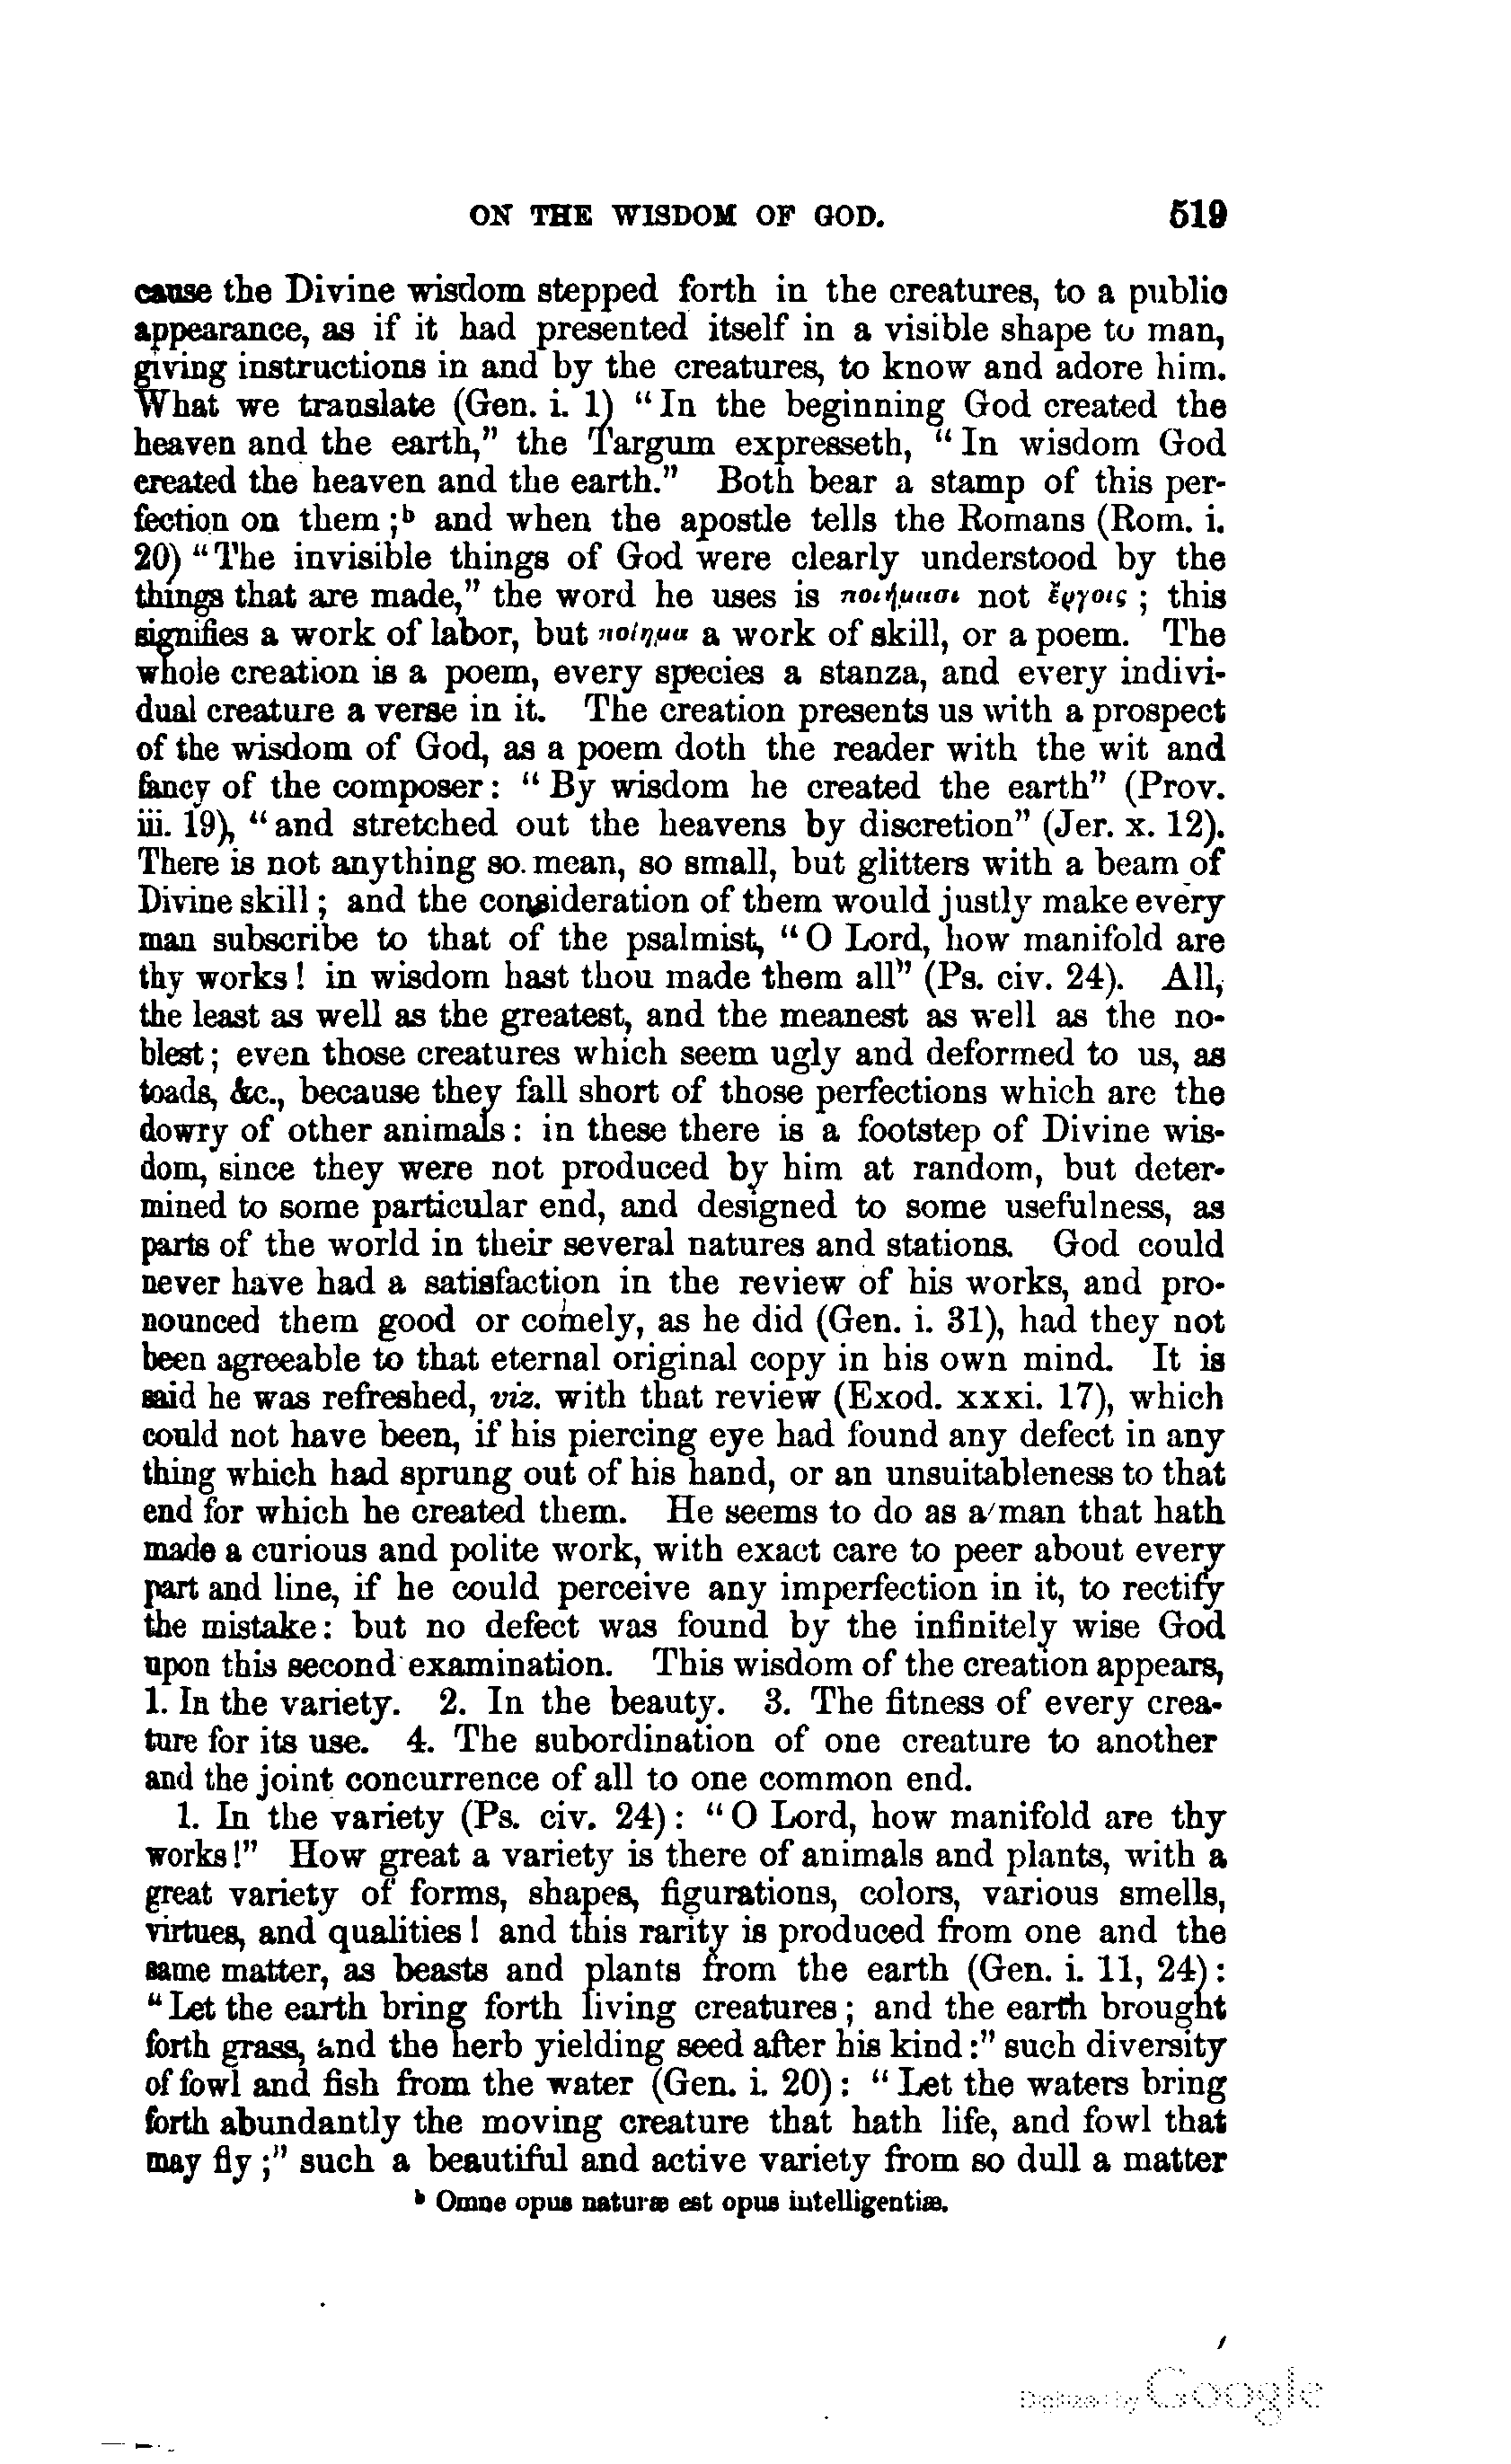 ON THE WISDOM OF GOD. 519
cause the Divine wisdom stepped forth in the creatures, to a public
appearance, as if it had presented itself in a visible shape to man,
giving instructions in and by the creatures, to know and adore him.
What we translate (Gen. i. 1) “In the beginning God created the
heaven and the earth,” the Targum expresseth, “In wisdom God
created the heaven and the earth.” Both bear a stamp of this per-
fection on them;ᵇ and when the apostle tells the Romans (Rom. i.
20) “The invisible things of God were clearly understood by the
things that are made,” the word he uses is ποιήμασι not ἔργοις; this
signifies a work of labor, but ποίημα a work of skill, or a poem. The
whole creation is a poem, every species a stanza, and every indivi-
dual creature a verse in it. The creation presents us with a prospect
of the wisdom of God, as a poem doth the reader with the wit and
fancy of the composer: “By wisdom he created the earth” (Prov.
iii. 19), “and stretched out the heavens by discretion” (Jer. x. 12).
There is not anything so mean, so small, but glitters with a beam of
Divine skill; and the consideration of them would justly make every
man subscribe to that of the psalmist, “O Lord, how manifold are
thy works! in wisdom hast thou made them all” (Ps. civ. 24). All,
the least as well as the greatest, and the meanest as well as the no-
blest; even those creatures which seem ugly and deformed to us, as
toads, &c., because they fall short of those perfections which are the
dowry of other animals: in these there is a footstep of Divine wis-
dom, since they were not produced by him at random, but deter-
mined to some particular end, and designed to some usefulness, as
parts of the world in their several natures and stations. God could
never have had a satisfaction in the review of his works, and pro-
nounced them good or comely, as he did (Gen. i. 31), had they not
been agreeable to that eternal original copy in his own mind. It is
said he was refreshed, viz. with that review (Exod. xxxi. 17), which
could not have been, if his piercing eye had found any defect in any
thing which had sprung out of his hand, or an unsuitableness to that
end for which he created them. He seems to do as a man that hath
made a curious and polite work, with exact care to peer about every
part and line, if he could perceive any imperfection in it, to rectify
the mistake: but no defect was found by the infinitely wise God
upon this second examination. This wisdom of the creation appears,
1. In the variety. 2. In the beauty. 3. The fitness of every crea-
ture for its use. 4. The subordination of one creature to another
and the joint concurrence of all to one common end.
1. In the variety (Ps. civ. 24): “O Lord, how manifold are thy
works!” How great a variety is there of animals and plants, with a
great variety of forms, shapes, figurations, colors, various smells,
virtues, and qualities! and this rarity is produced from one and the
same matter, as beasts and plants from the earth (Gen. i. 11, 24):
“Let the earth bring forth living creatures; and the earth brought
forth grass, and the herb yielding seed after his kind:” such diversity
of fowl and fish from the water (Gen. i. 20): “Let the waters bring
forth abundantly the moving creature that hath life, and fowl that
may fly;” such a beautiful and active variety from so dull a matter
ᵇ Omne opus naturæ est opus intelligentiæ.
Digitized by Google